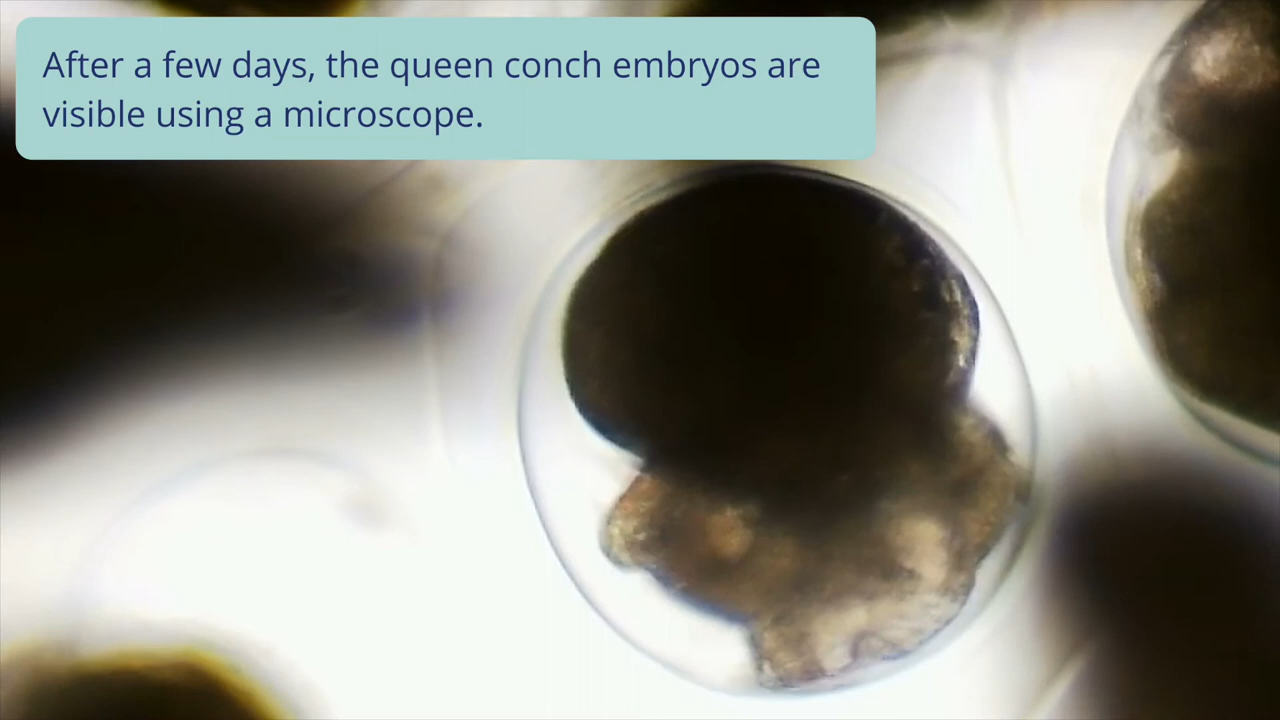 After a few days, the queen conch embryos are
visible using a microscope.